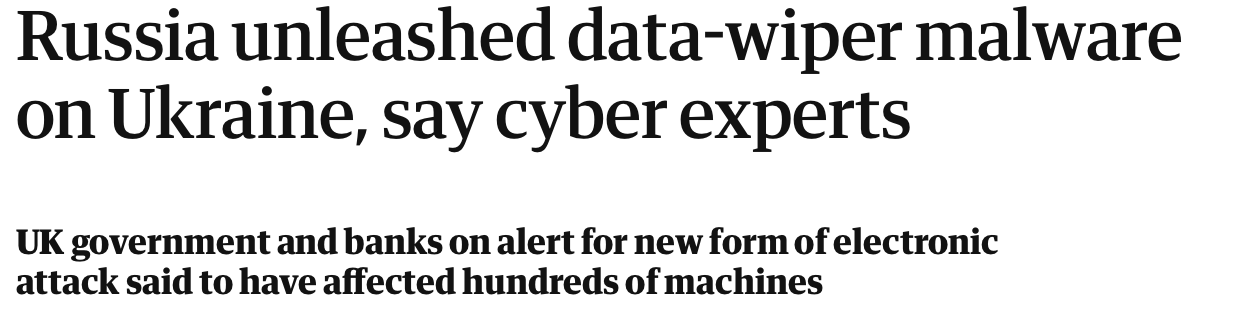 Russia unleashed data-wiper malware
on Ukraine, say cyber experts
UK government and banks on alert for new form of electronic
attack said to have affected hundreds of machines